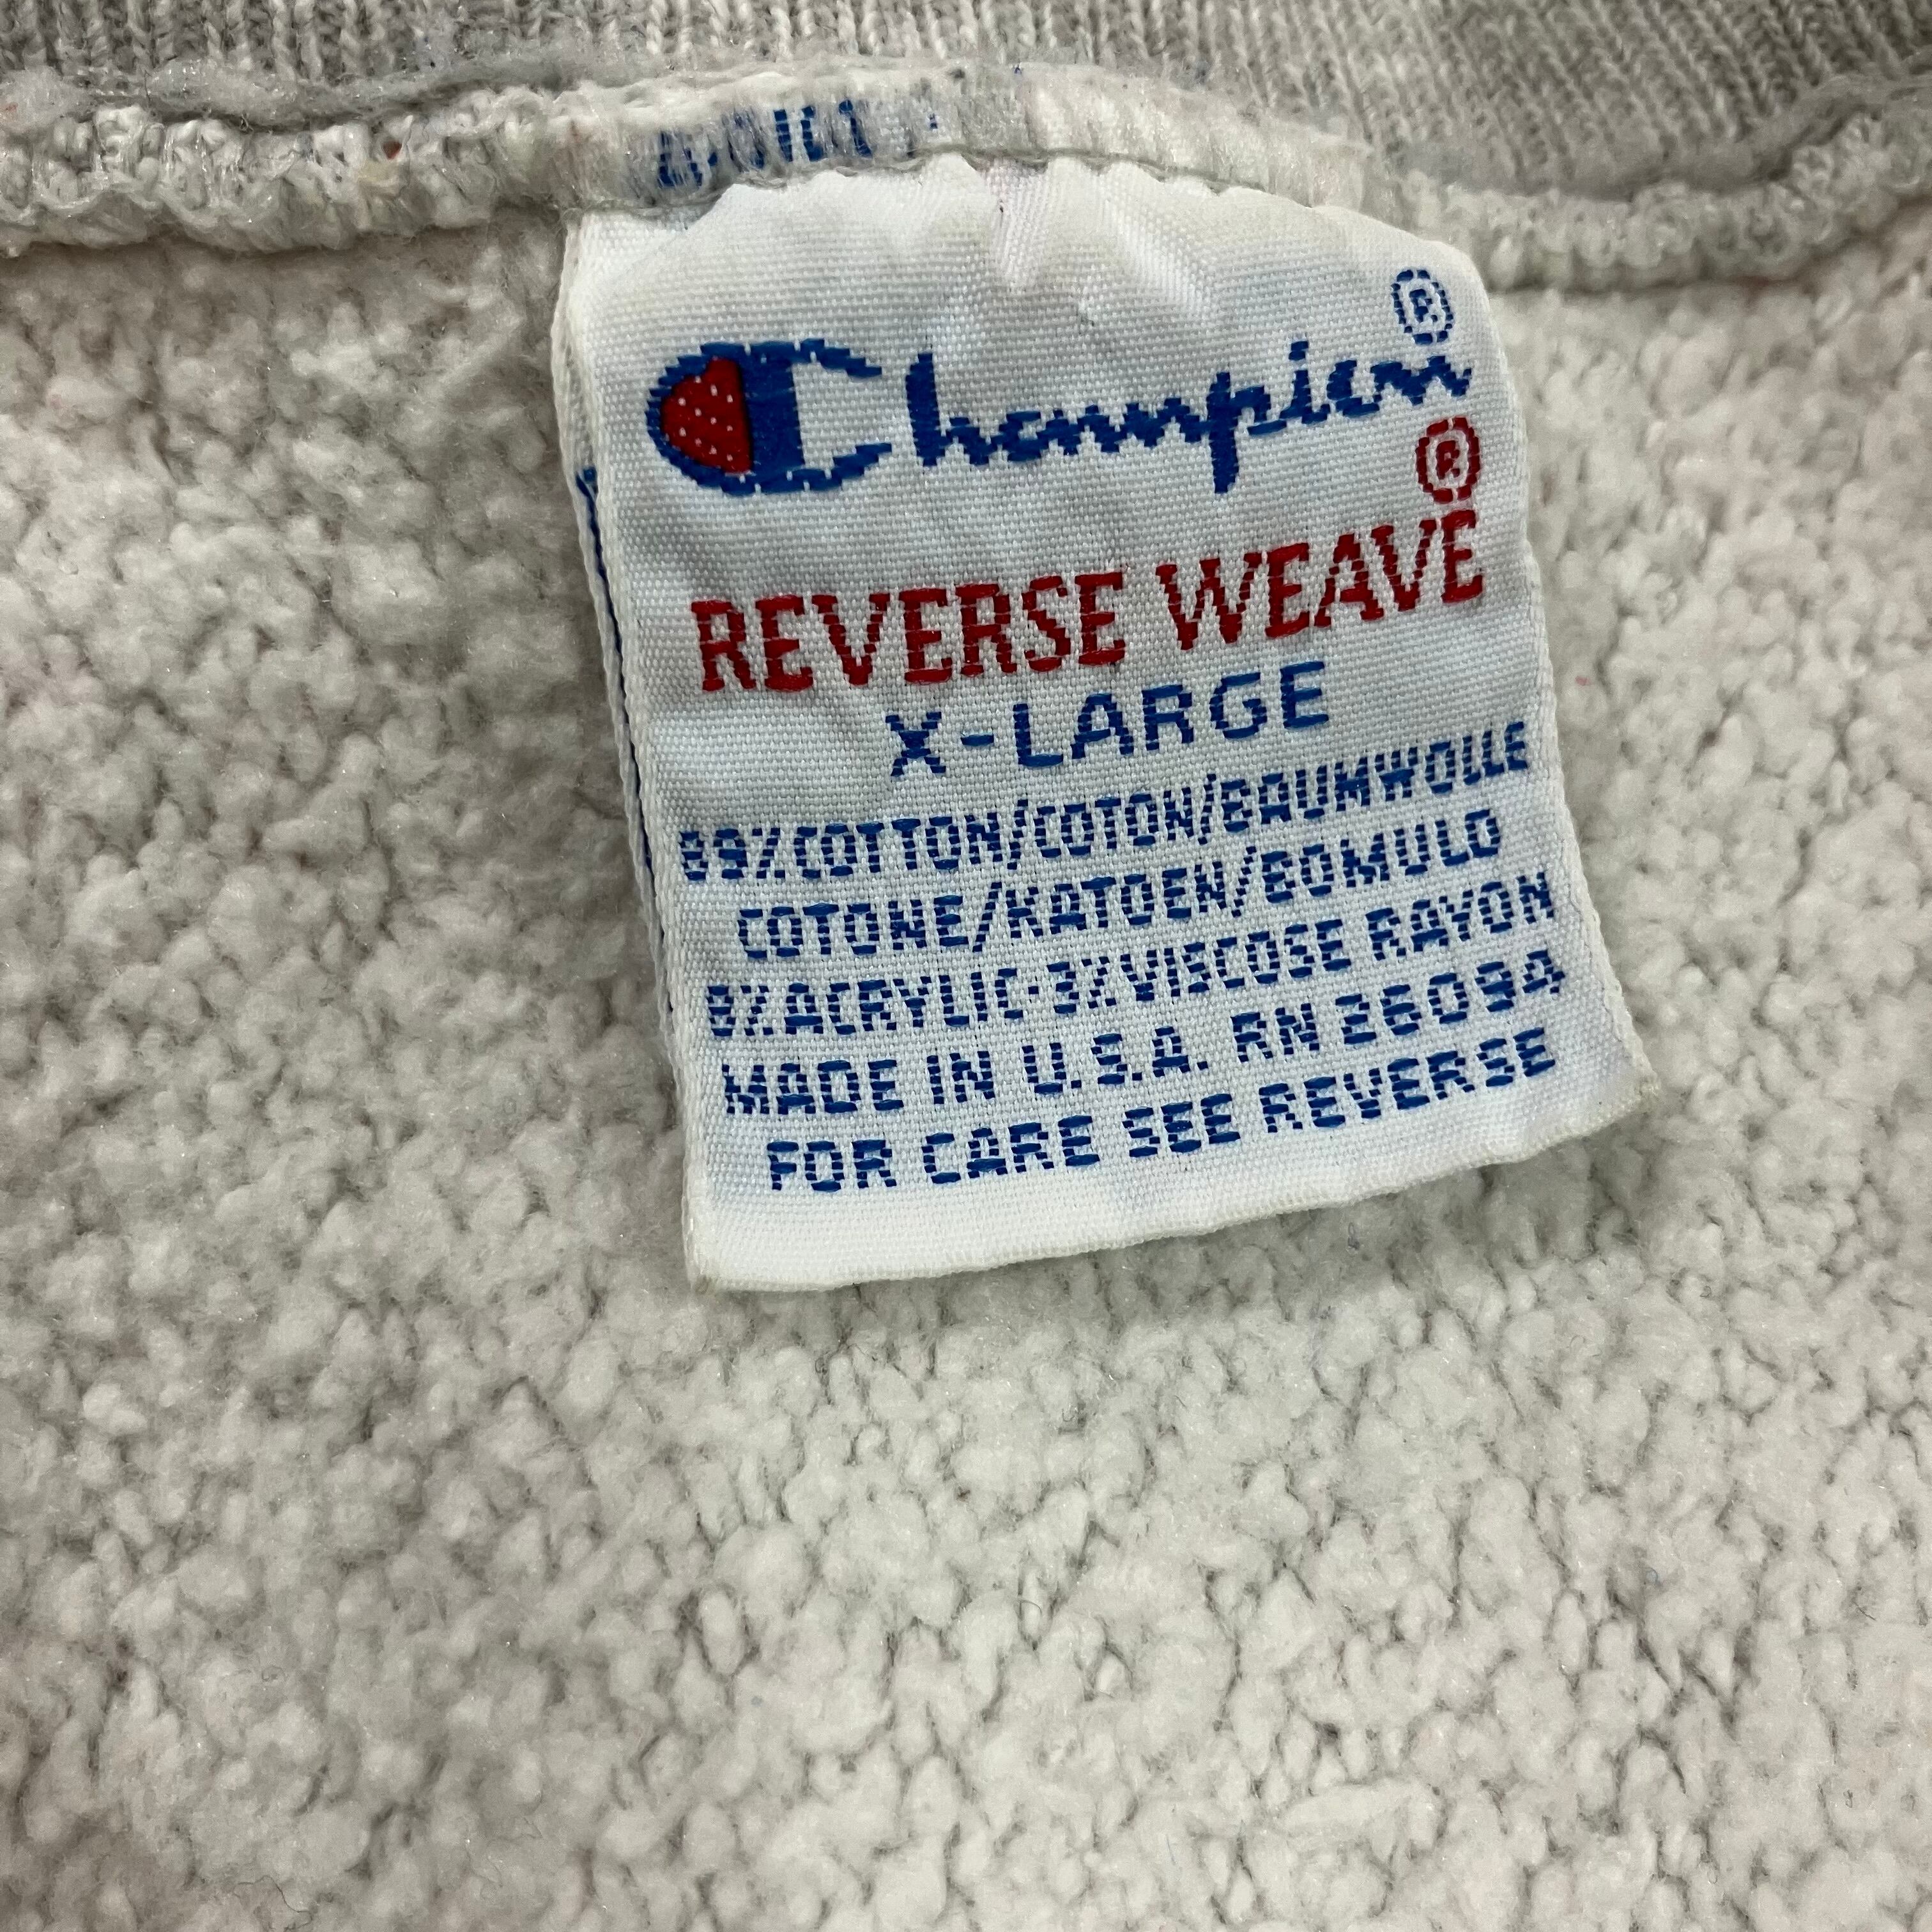 Champion ®
®
REVERSE WEAVE
X-LARGE
89% COTTON/COTON/BAUMWOLLE
COTONE/KATOEN/BOMULD
8% ACRYLIC·3% VISCOSE RAYON
MADE IN U.S.A. RN 26094
FOR CARE SEE REVERSE